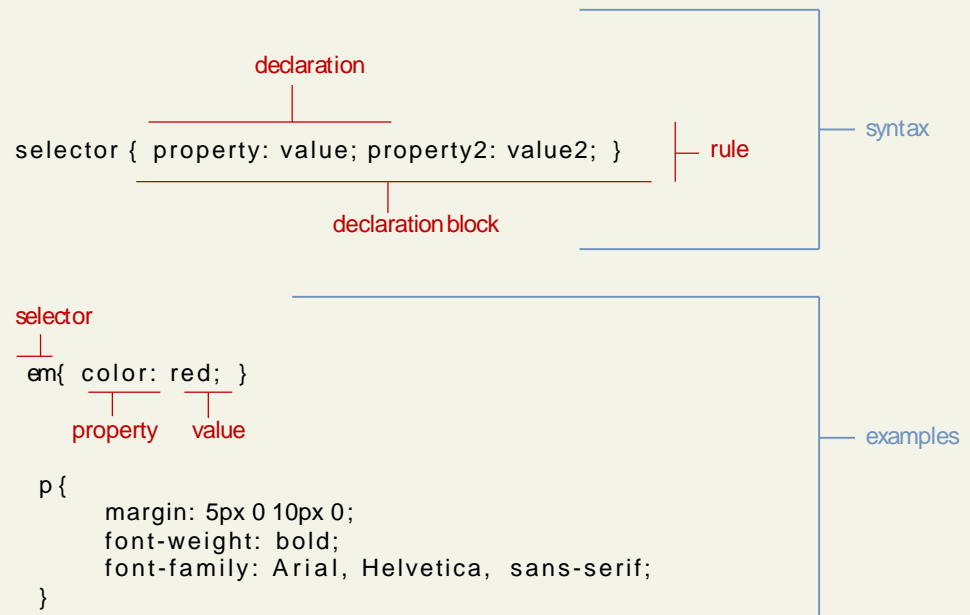 declaration
syntax
selector { property: value; property2: value2; }
rule
declaration block
selector
em{ color: red; }
property value
examples
p {
margin: 5px 0 10px 0;
font-weight: bold;
font-family: Arial, Helvetica, sans-serif;
}